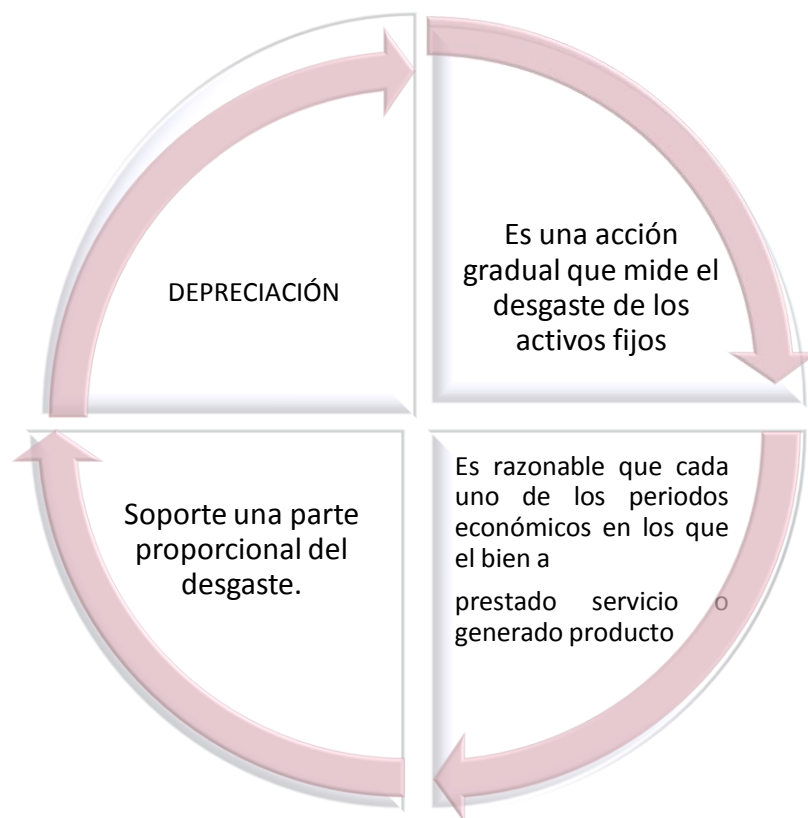 DEPRECIACIÓN
Es una acción
gradual que mide el
desgaste de los
activos fijos
Es razonable que cada
uno de los periodos
económicos en los que
el bien a
prestado servicio o
generado producto
Soporte una parte
proporcional del
desgaste.